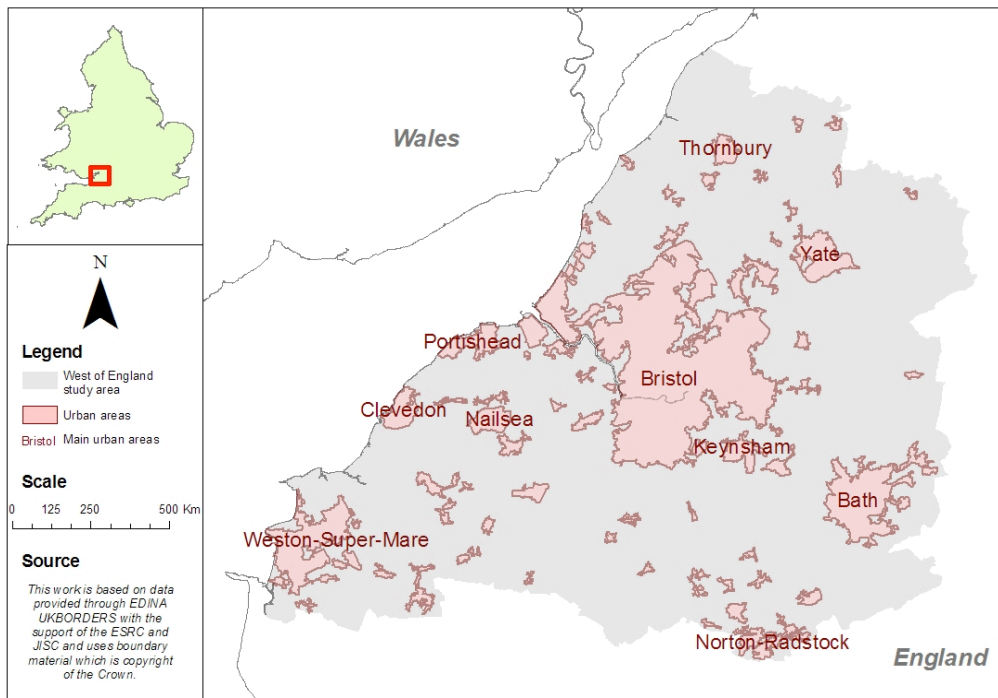 N
Legend
West of England
study area
Urban areas
Bristol Main urban areas
Scale
0 125 250 500 Km
Source
This work is based on data
provided through EDINA
UKBORDERS with the
support of the ESRC and
JISC and uses boundary
material which is copyright
of the Crown.
Wales
Thornbury
Yate
Portishead
Bristol
Clevedon
Nailsea
Keynsham
Bath
Weston-Super-Mare
Norton-Radstock
England